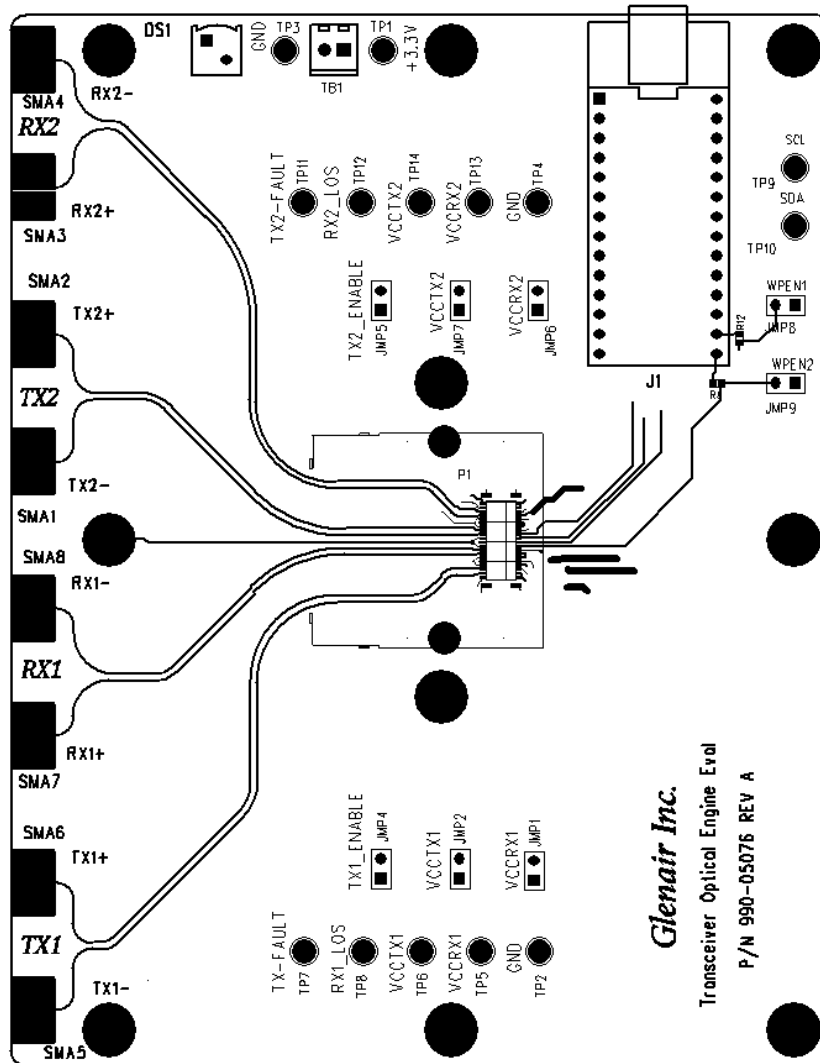 DS1
GND
TP3
TB1
TP1
+3.3V
SMA4
RX2-
RX2
RX2+
SMA3
SMA2
TX2+
TX2
TX2-
SMA1
SMA8
RX1-
RX1
RX1+
SMA7
SMA6
TX1+
TX1
TX1-
SMA5
TX2-FAULT
TP11
RX2_LOS
TP12
VCCTX2
TP14
VCCRX2
TP13
GND
TP4
TX2_ENABLE
JMP5
VCCTX2
JMP7
VCCRX2
JMP6
SCL
TP9
SDA
TP10
WPEN1
JMP8
R12
WPEN2
JMP9
J1
P1
TX1_ENABLE
JMP4
VCCTX1
JMP2
VCCRX1
JMP1
TX-FAULT
TP7
RX1_LOS
TP8
VCCTX1
TP6
VCCRX1
TP5
GND
TP2
Glenair Inc.
Transceiver Optical Engine Eval
P/N 990-05076 REV A